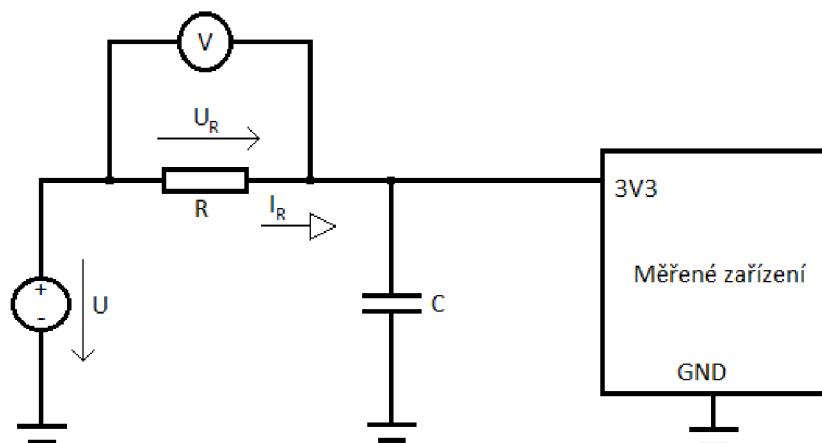 V
U_R
R
I_R
3V3
Měřené zařízení
+
-
U
C
GND